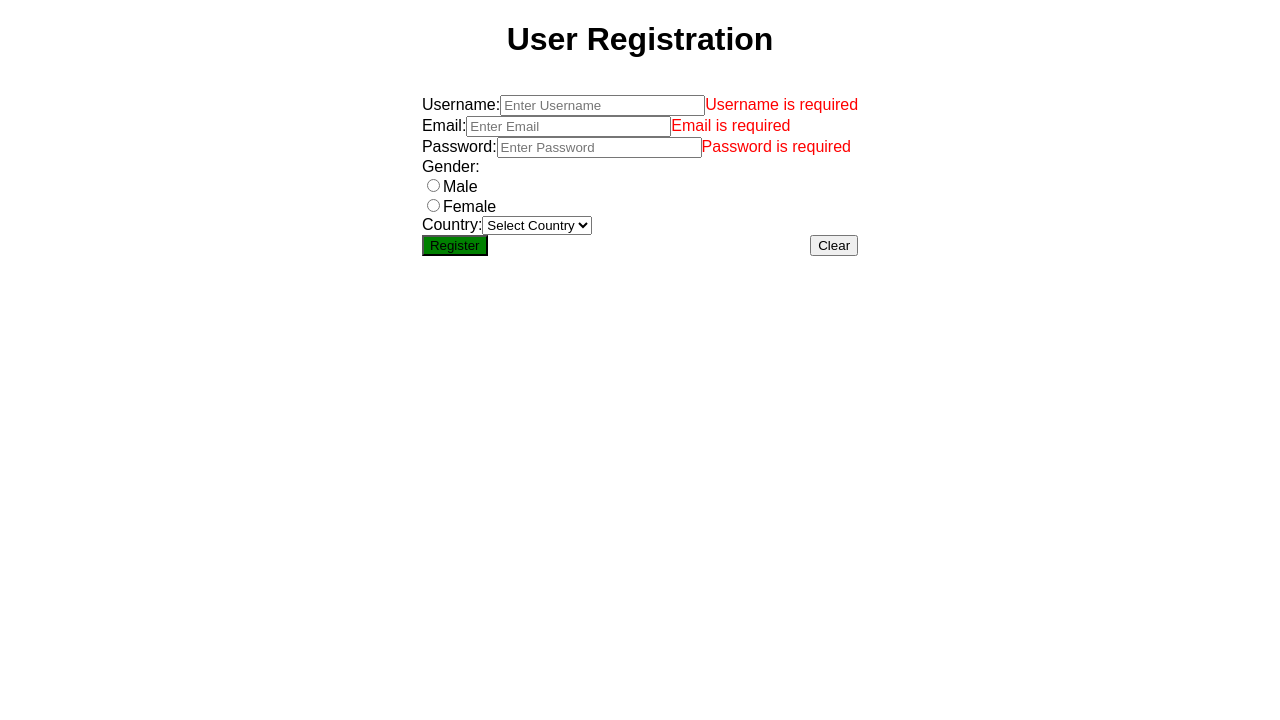 User Registration
Username: Enter Username Username is required
Email: Enter Email Email is required
Password: Enter Password Password is required
Gender:
Male
Female
Country: Select Country
Register Clear